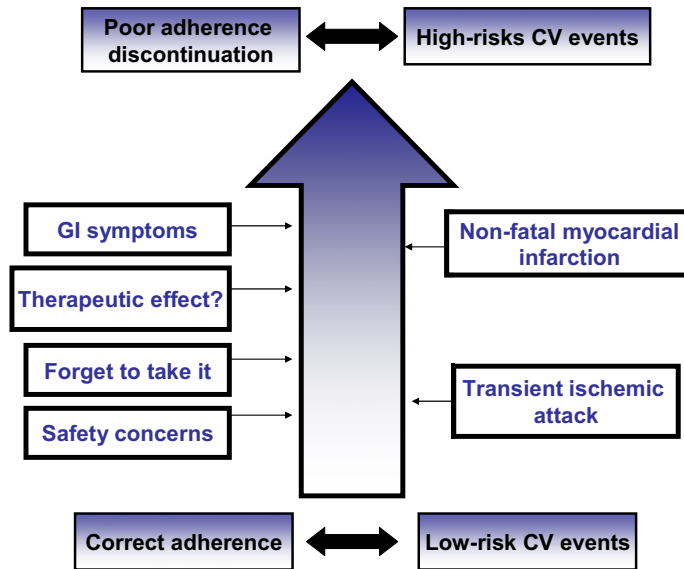 Poor adherence
discontinuation
High-risks CV events
GI symptoms
Therapeutic effect?
Forget to take it
Safety concerns
Non-fatal myocardial
infarction
Transient ischemic
attack
Correct adherence
Low-risk CV events